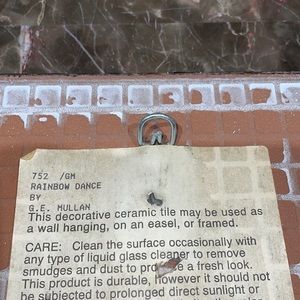 752 /GM
RAINBOW DANCE
BY
G.E. MULLAN
This decorative ceramic tile may be used as
a wall hanging, on an easel, or framed.
CARE: Clean the surface occasionally with
any type of liquid glass cleaner to remove
smudges and dust to provide a fresh look.
This product is durable, however it should not
be subjected to prolonged direct sunlight or